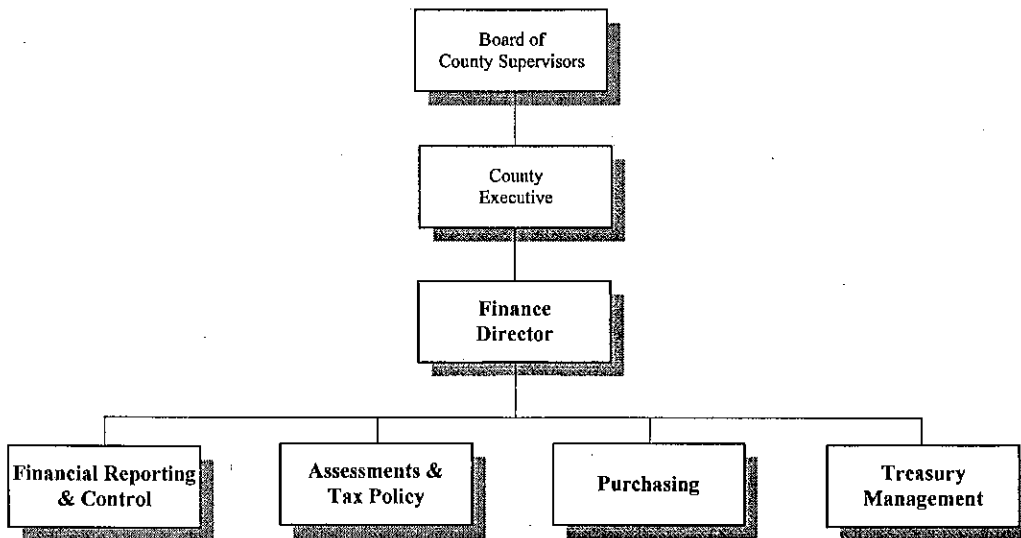 Board of
County Supervisors
County
Executive
Finance
Director
Financial Reporting
& Control
Assessments &
Tax Policy
Purchasing
Treasury
Management